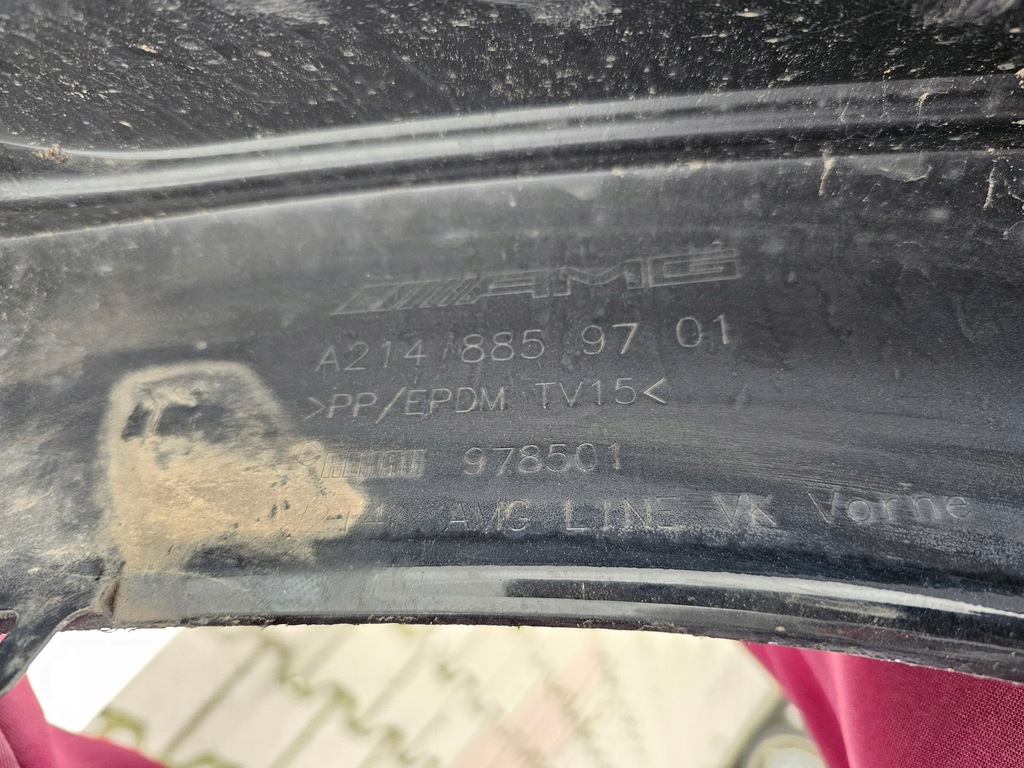 AMG
A214 885 97 01
>PP/EPDM TV15<
978501
AMG LINE VK Vorne